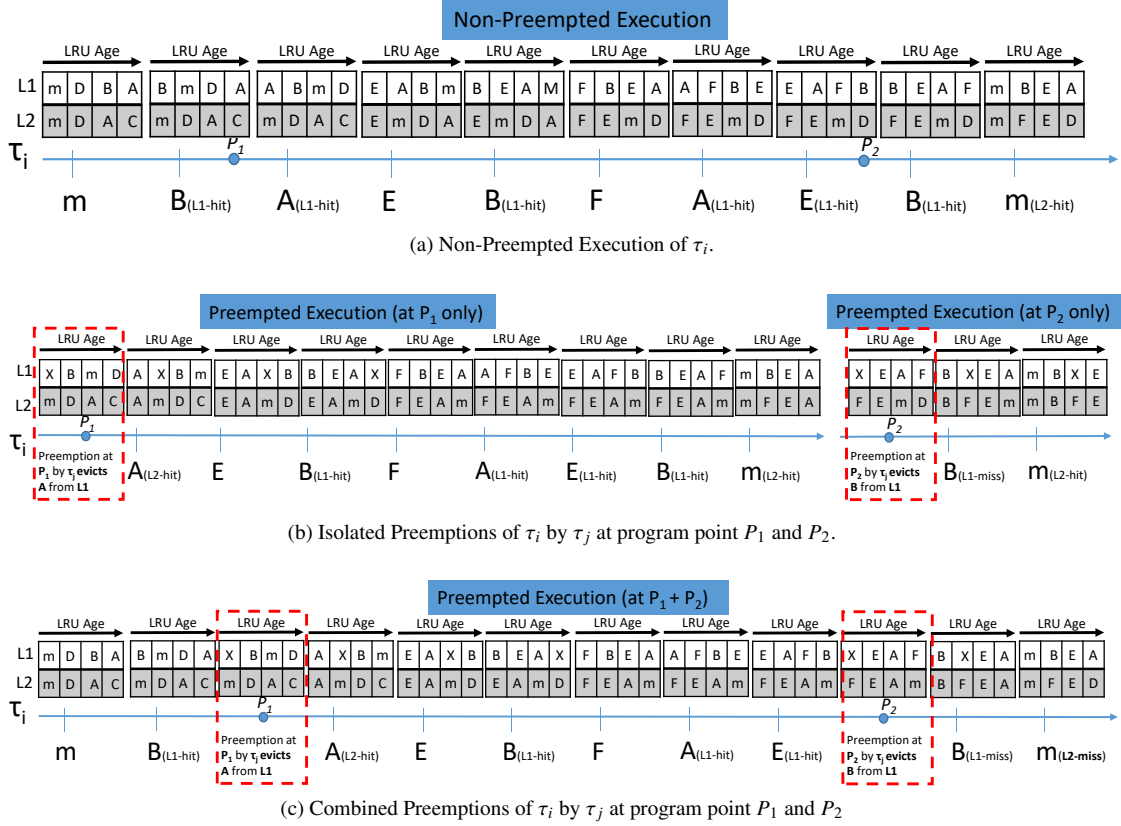 Non-Preempted Execution
LRU Age LRU Age LRU Age LRU Age LRU Age LRU Age LRU Age LRU Age LRU Age LRU Age
L1 m D B A B m D A A B m D E A B m B E A M F B E A A F B E E A F B B E A F m B E A
L2 m D A C m D A C m D A C E m D A E m D A F E m D F E m D F E m D F E m D m F E D
P1 P2
τi
m B(L1-hit) A(L1-hit) E B(L1-hit) F A(L1-hit) E(L1-hit) B(L1-hit) m(L2-hit)
(a) Non-Preempted Execution of τi.
Preempted Execution (at P1 only) Preempted Execution (at P2 only)
LRU Age LRU Age LRU Age LRU Age LRU Age LRU Age LRU Age LRU Age LRU Age LRU Age LRU Age LRU Age
L1 X B m D A X B m E A X B B E A X F B E A A F B E E A F B B E A F m B E A X E A F B X E A m B X E
L2 m D A C A m D C E A m D E A m D F E A m F E A m F E A m F E A m m F E A F E m D B F E m m B F E
P1 P2
τi
Preemption at
P1 by τj evicts
A from L1
A(L2-hit) E B(L1-hit) F A(L1-hit) E(L1-hit) B(L1-hit) m(L2-hit)
Preemption at
P2 by τj evicts
B from L1
B(L1-miss) m(L2-hit)
(b) Isolated Preemptions of τi by τj at program point P1 and P2.
Preempted Execution (at P1 + P2)
LRU Age LRU Age LRU Age LRU Age LRU Age LRU Age LRU Age LRU Age LRU Age LRU Age LRU Age LRU Age
L1 m D B A B m D A X B m D A X B m E A X B B E A X F B E A A F B E E A F B X E A F B X E A m B E A
L2 m D A C m D A C m D A C A m D C E A m D E A m D F E A m F E A m F E A m F E A m B F E A m F E D
P1 P2
τi
m B(L1-hit)
Preemption at
P1 by τj evicts
A from L1
A(L2-hit) E B(L1-hit) F A(L1-hit) E(L1-hit)
Preemption at
P2 by τj evicts
B from L1
B(L1-miss) m(L2-miss)
(c) Combined Preemptions of τi by τj at program point P1 and P2